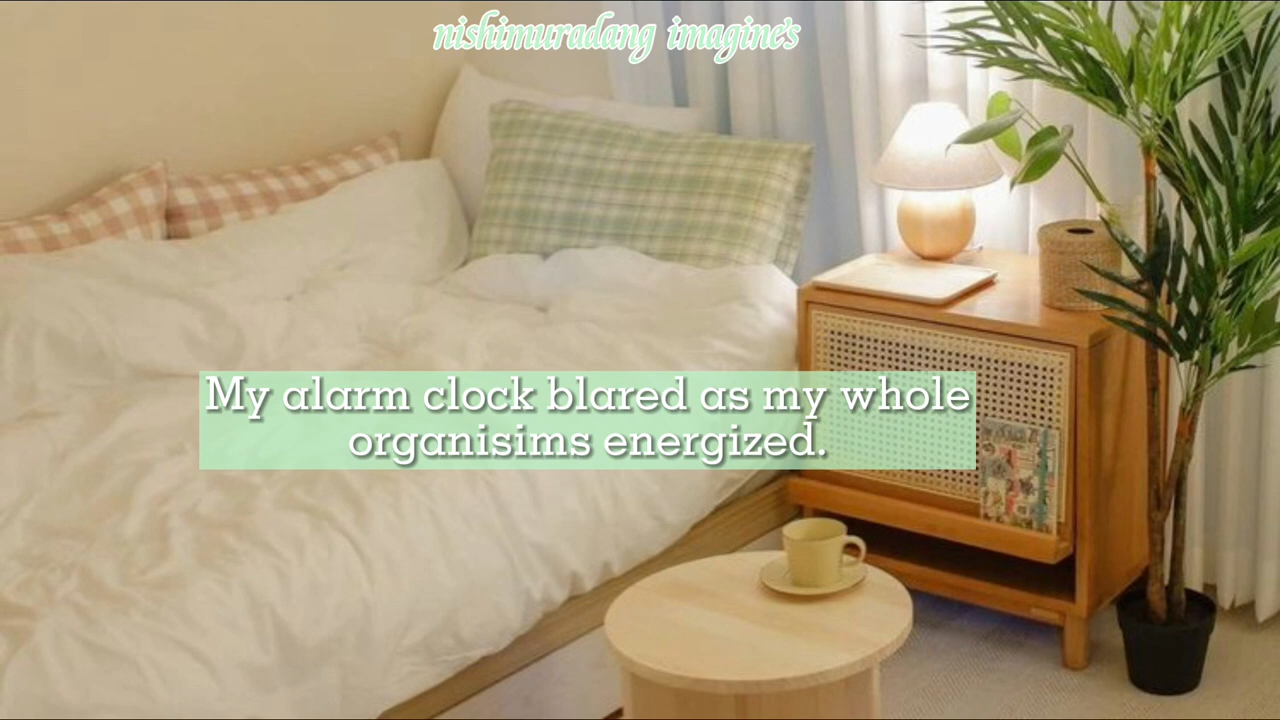 nishimuradang imagine's
My alarm clock blared as my whole
organisims energized.